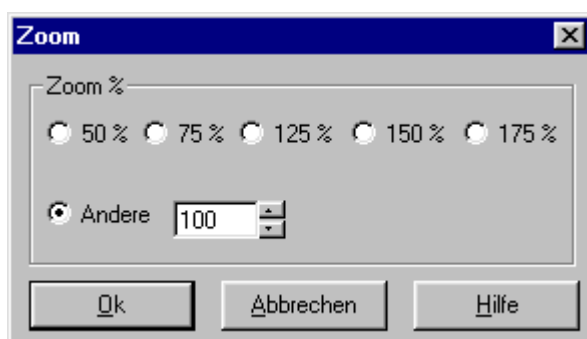 Zoom
Zoom %
50 % 75 % 125 % 150 % 175 %
Andere 100
Ok Abbrechen Hilfe